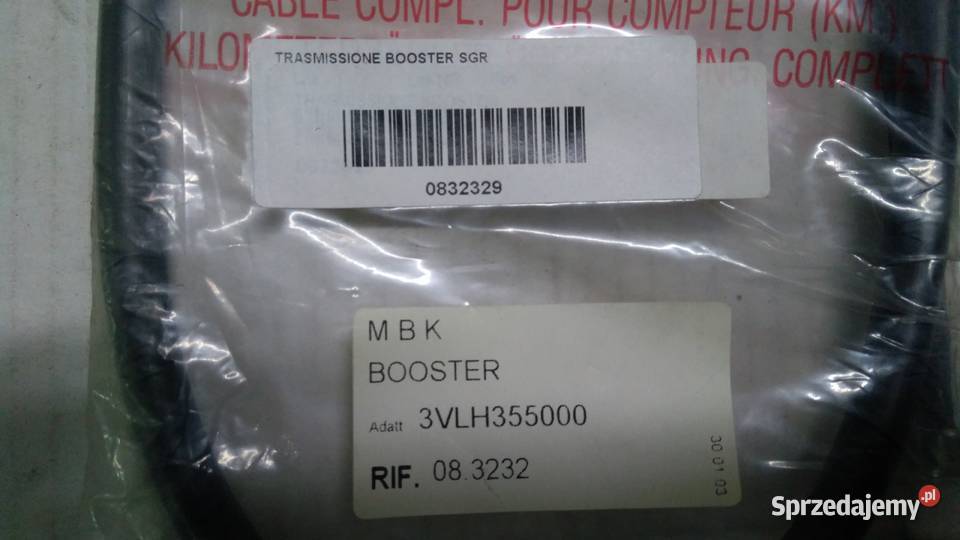 CABLE COMPL. POUR COMPTEUR (KM.)
COMPLETI
TRASMISSIONE BOOSTER SGR
0832329
M B K
BOOSTER
Adatt 3VLH355000
RIF. 08.3232
30 01 03
Sprzedajemy.pl